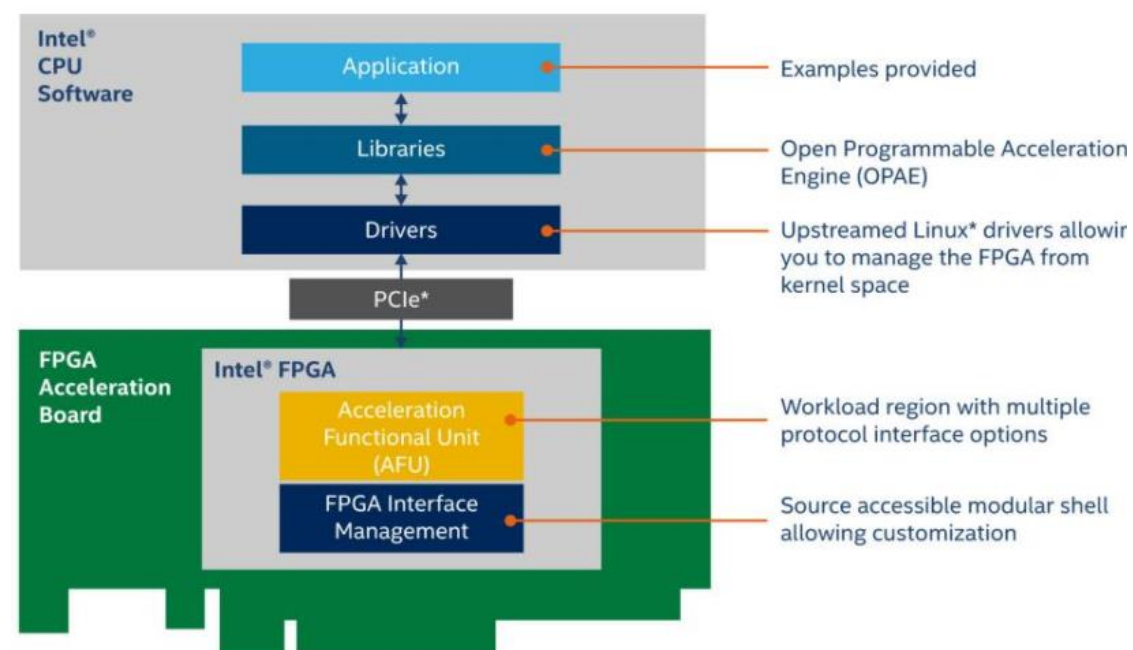 Intel®
CPU
Software
Application
Examples provided
Libraries
Open Programmable Acceleration
Engine (OPAE)
Drivers
Upstreamed Linux* drivers allowin
you to manage the FPGA from
kernel space
PCIe*
FPGA
Acceleration
Board
Intel® FPGA
Acceleration
Functional Unit
(AFU)
Workload region with multiple
protocol interface options
FPGA Interface
Management
Source accessible modular shell
allowing customization